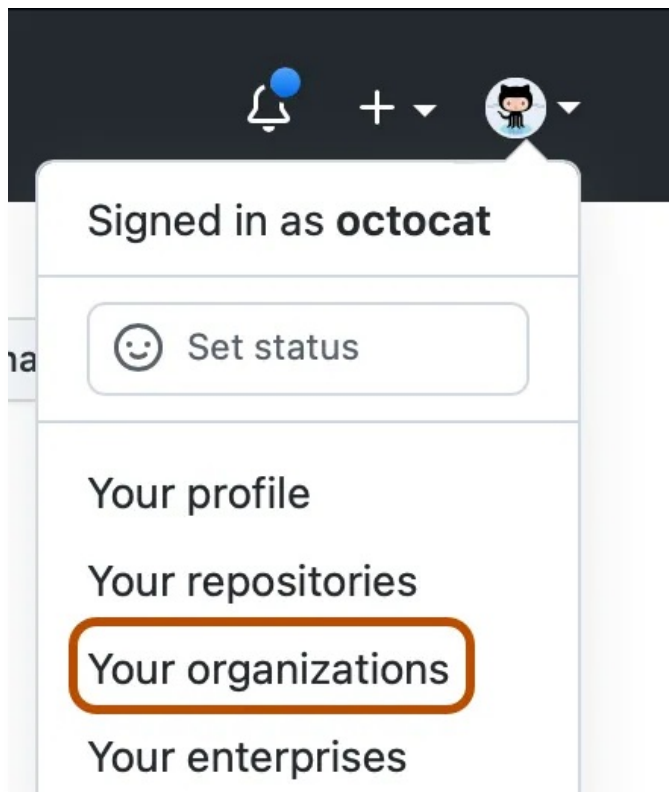 Signed in as octocat
Set status
Your profile
Your repositories
Your organizations
Your enterprises